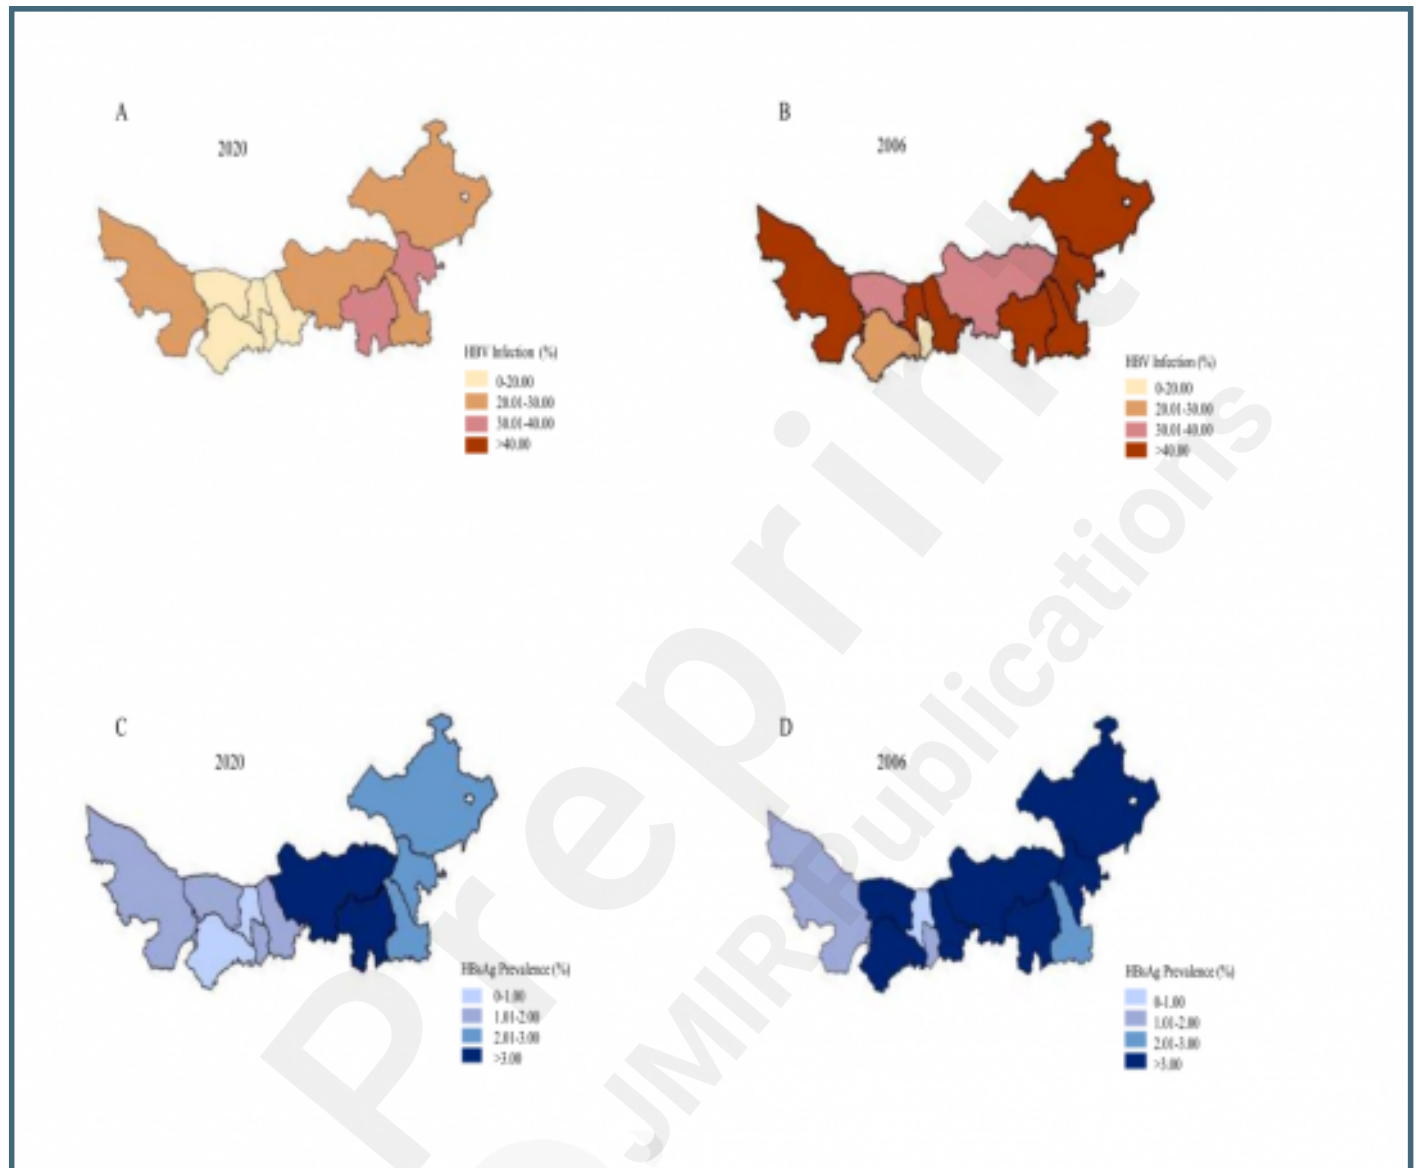 A
2020
HBV Infection (%)
0-20.00
20.01-30.00
30.01-40.00
>40.00
B
2006
HBV Infection (%)
0-20.00
20.01-30.00
30.01-40.00
>40.00
C
2020
HBsAg Prevalence (%)
0-1.00
1.01-2.00
2.01-3.00
>3.00
D
2006
HBsAg Prevalence (%)
0-1.00
1.01-2.00
2.01-3.00
>3.00
Preprint
JMIR Publications